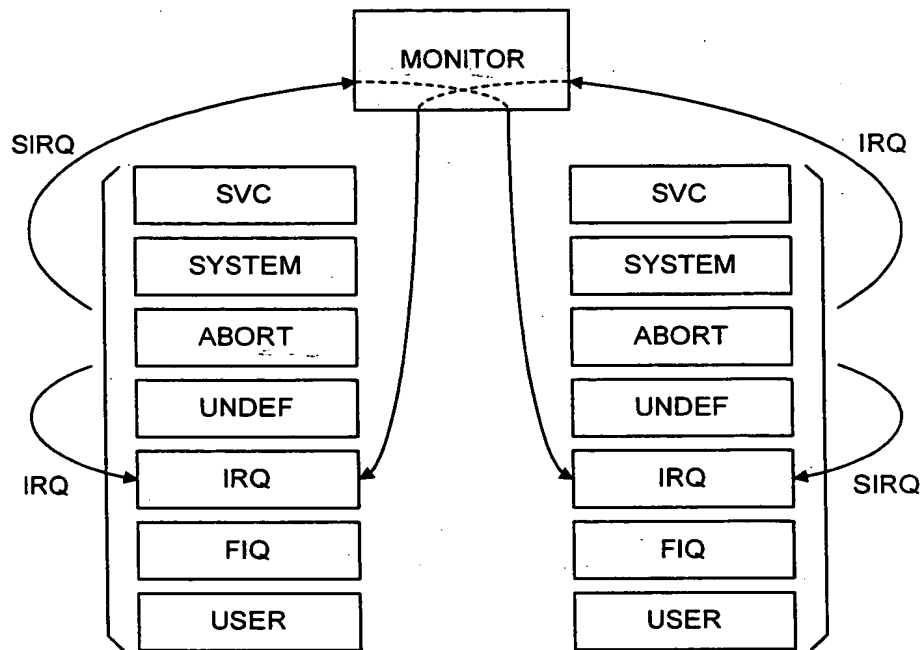 MONITOR
SIRQ
IRQ
SVC
SYSTEM
ABORT
UNDEF
IRQ
FIQ
USER
IRQ
SVC
SYSTEM
ABORT
UNDEF
IRQ
FIQ
USER
SIRQ